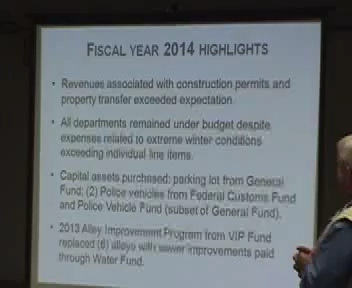 FISCAL YEAR 2014 HIGHLIGHTS
• Revenues associated with construction permits and
property transfer exceeded expectation.
• All departments remained under budget despite
expenses related to extreme winter conditions
exceeding individual line items.
• Capital assets purchased: parking lot from General
Fund; (2) Police vehicles from Federal Customs Fund
and Police Vehicle Fund (subset of General Fund).
• 2013 Alley Improvement Program from VIP Fund
replaced (6) alleys with sewer improvements paid
through Water Fund.